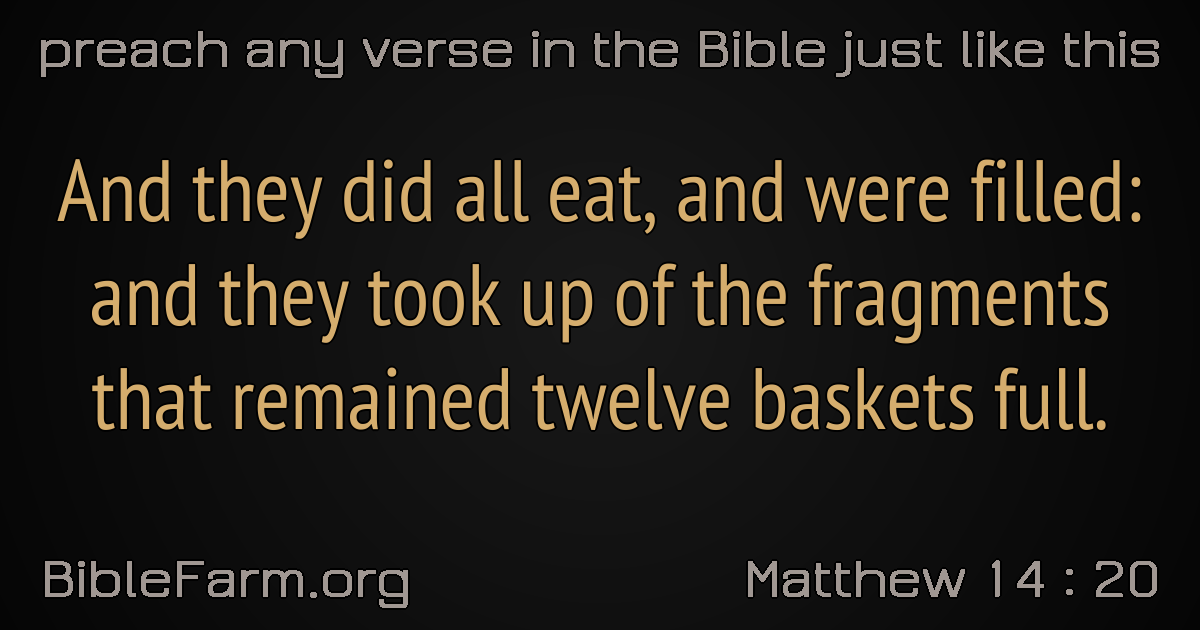 preach any verse in the Bible just like this
And they did all eat, and were filled:
and they took up of the fragments
that remained twelve baskets full.
BibleFarm.org
Matthew 14 : 20